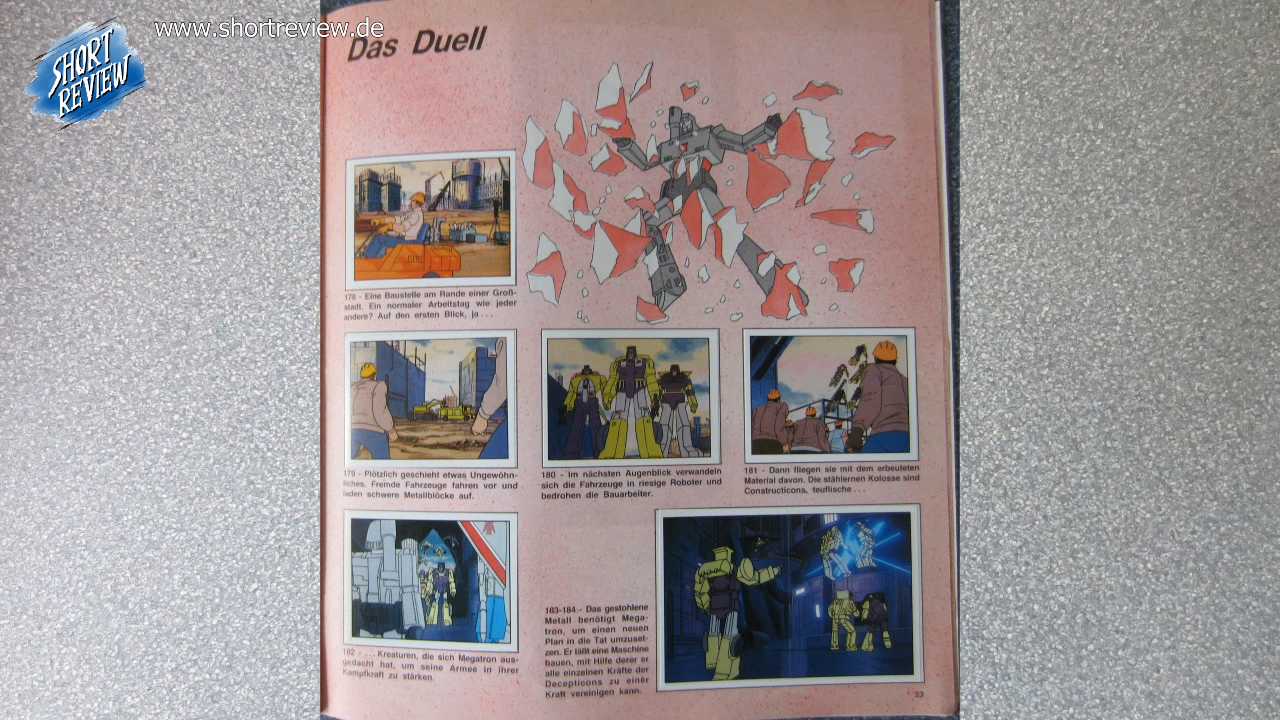 www.shortreview.de
SHORT
REVIEW
Das Duell
178 - Eine Baustelle am Rande einer Groß-
stadt. Ein normaler Arbeitstag wie jeder
andere? Auf den ersten Blick, ja . . .
179 - Plötzlich geschieht etwas Ungewöhn-
liches. Fremde Fahrzeuge fahren vor und
laden schwere Metallblöcke auf.
180 - Im nächsten Augenblick verwandeln
sich die Fahrzeuge in riesige Roboter und
bedrohen die Bauarbeiter.
181 - Dann fliegen sie mit dem erbeuteten
Material davon. Die stählernen Kolosse sind
Constructicons, teuflische . . .
182 - . . . Kreaturen, die sich Megatron aus-
gedacht hat, um seine Armee in ihrer
Kampfkraft zu stärken.
183-184 - Das gestohlene
Metall benötigt Mega-
tron, um einen neuen
Plan in die Tat umzuset-
zen. Er läßt eine Maschine
bauen, mit Hilfe derer er
alle einzelnen Kräfte der
Decepticons zu einer
Kraft vereinigen kann.
23